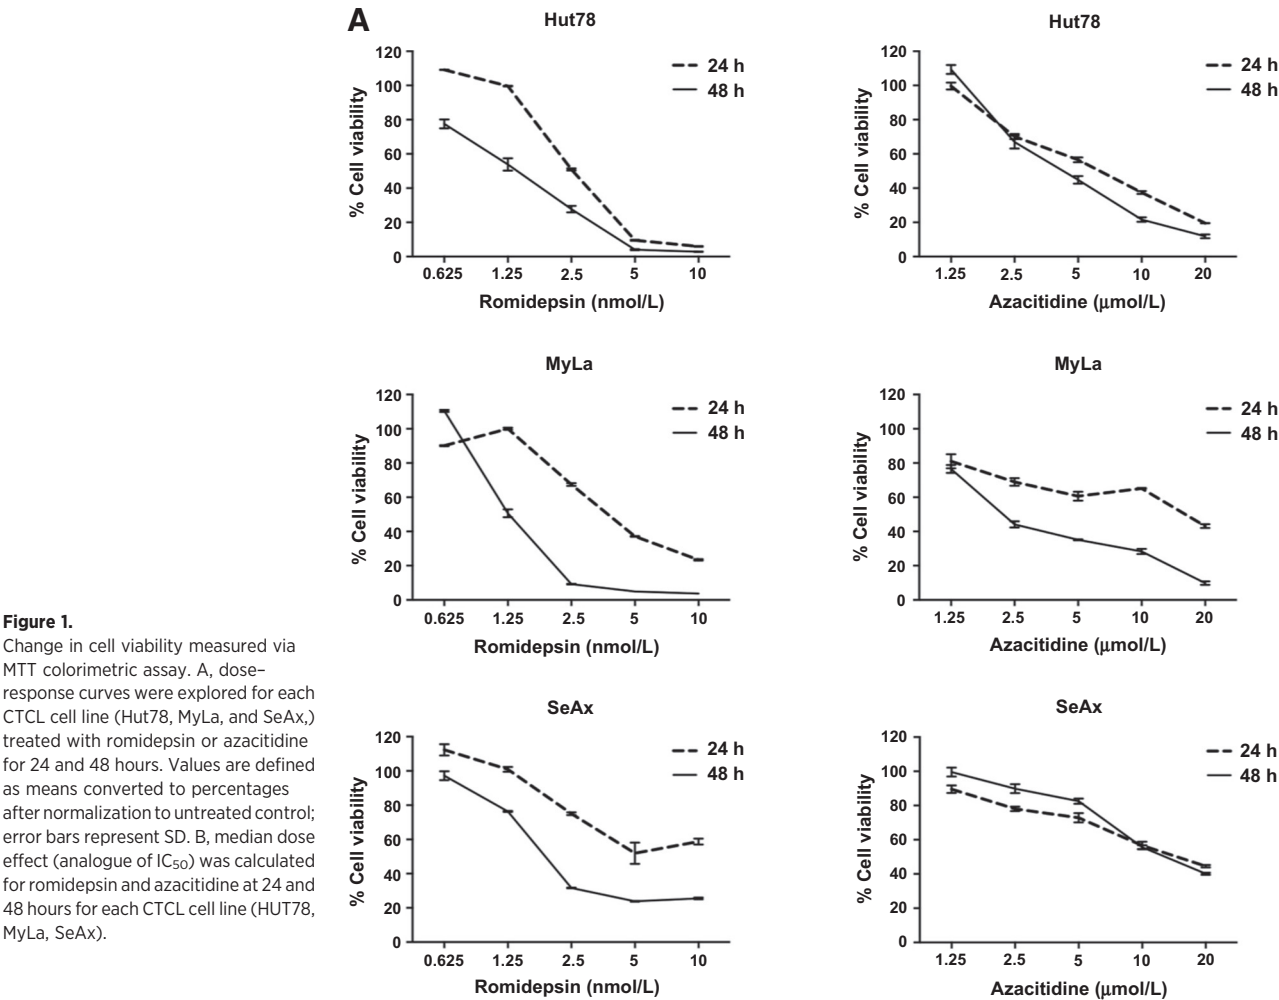 A
Hut78
120
100
80
60
40
20
0
% Cell viability
24 h
48 h
0.625 1.25 2.5 5 10
Romidepsin (nmol/L)
Hut78
120
100
80
60
40
20
0
% Cell viability
24 h
48 h
1.25 2.5 5 10 20
Azacitidine (μmol/L)
MyLa
120
100
80
60
40
20
0
% Cell viability
24 h
48 h
0.625 1.25 2.5 5 10
Romidepsin (nmol/L)
MyLa
120
100
80
60
40
20
0
% Cell viability
24 h
48 h
1.25 2.5 5 10 20
Azacitidine (μmol/L)
SeAx
120
100
80
60
40
20
0
% Cell viability
24 h
48 h
0.625 1.25 2.5 5 10
Romidepsin (nmol/L)
SeAx
120
100
80
60
40
20
0
% Cell viability
24 h
48 h
1.25 2.5 5 10 20
Azacitidine (μmol/L)
Figure 1.
Change in cell viability measured via
MTT colorimetric assay. A, dose–
response curves were explored for each
CTCL cell line (Hut78, MyLa, and SeAx,)
treated with romidepsin or azacitidine
for 24 and 48 hours. Values are defined
as means converted to percentages
after normalization to untreated control;
error bars represent SD. B, median dose
effect (analogue of IC50) was calculated
for romidepsin and azacitidine at 24 and
48 hours for each CTCL cell line (HUT78,
MyLa, SeAx).